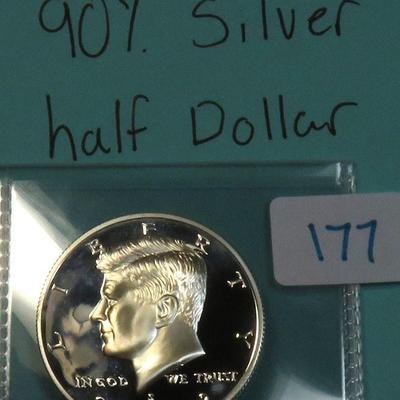 90% Silver
half Dollar
177
LIBERTY
IN GOD WE TRUST